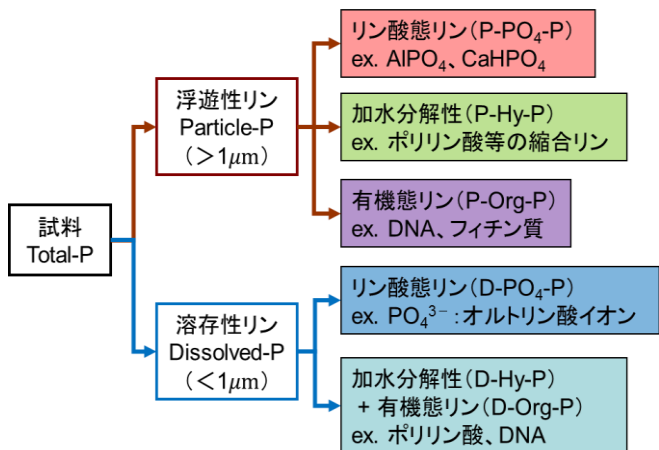 試料
Total-P
浮遊性リン
Particle-P
（＞1μm）
リン酸態リン（P-PO₄-P）
ex. AlPO₄、CaHPO₄
加水分解性（P-Hy-P）
ex. ポリリン酸等の縮合リン
有機態リン（P-Org-P）
ex. DNA、フィチン質
溶存性リン
Dissolved-P
（＜1μm）
リン酸態リン（D-PO₄-P）
ex. PO₄³⁻：オルトリン酸イオン
加水分解性（D-Hy-P）
+ 有機態リン（D-Org-P）
ex. ポリリン酸、DNA